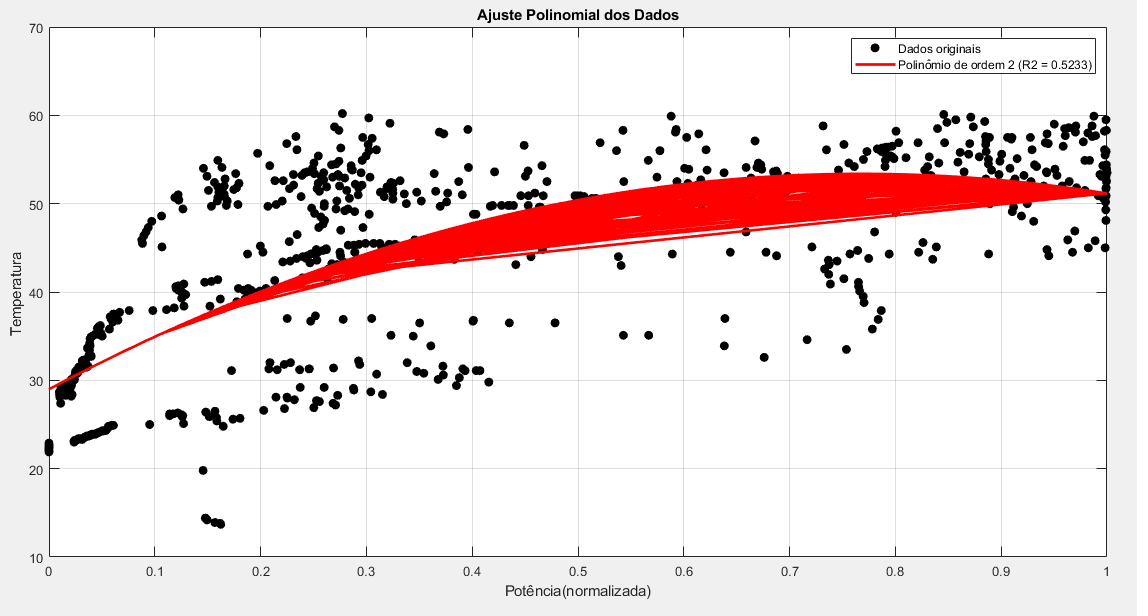 Ajuste Polinomial dos Dados
Dados originais
Polinômio de ordem 2 (R2 = 0.5233)
Temperatura
70
60
50
40
30
20
10
0 0.1 0.2 0.3 0.4 0.5 0.6 0.7 0.8 0.9 1
Potência(normalizada)